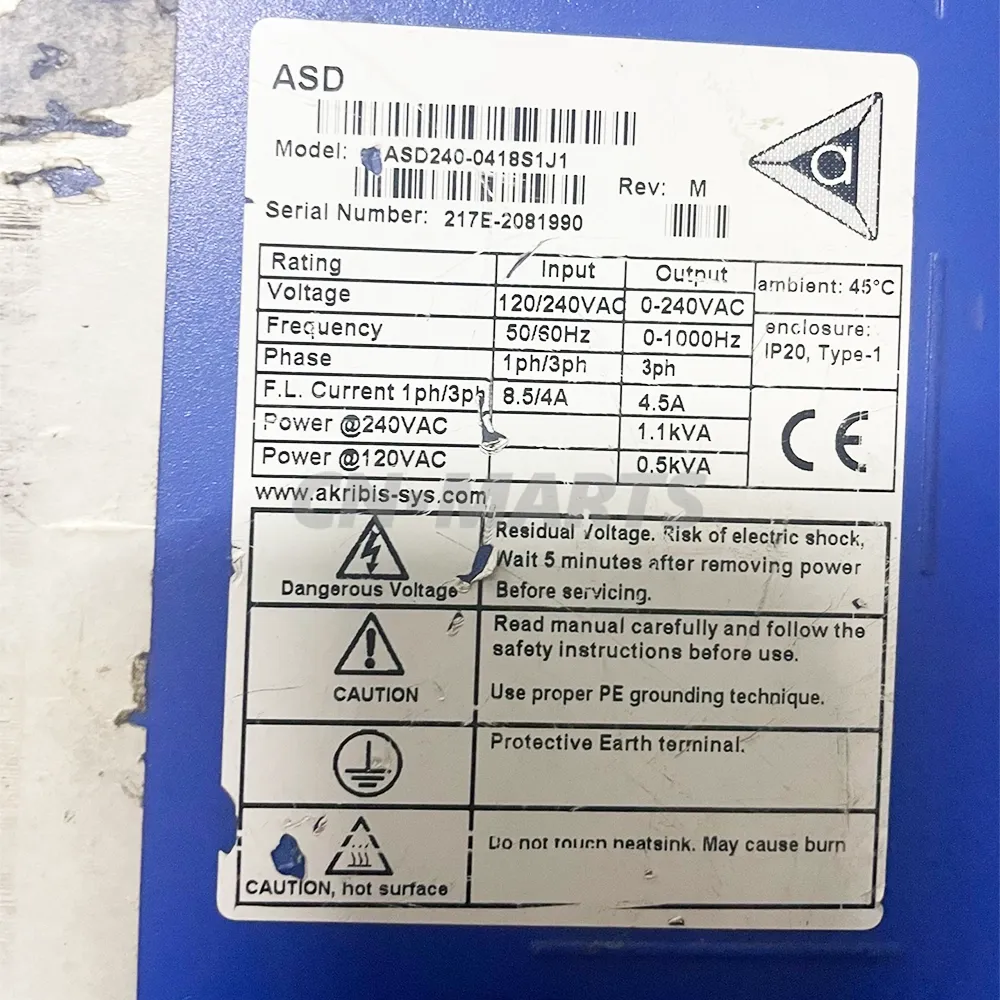 ASD
Model: ASD240-0418S1J1
Rev: M
Serial Number: 217E-2081990
a
Rating Input Output
Voltage 120/240VAC 0-240VAC
Frequency 50/60Hz 0-1000Hz
Phase 1ph/3ph 3ph
F.L. Current 1ph/3ph 8.5/4A 4.5A
Power @240VAC 1.1kVA
Power @120VAC 0.5kVA
ambient: 45°C
enclosure:
IP20, Type-1
CE
www.akribis-sys.com
CN-MARTS
Dangerous Voltage
Residual Voltage. Risk of electric shock,
Wait 5 minutes after removing power
Before servicing.
CAUTION
Read manual carefully and follow the
safety instructions before use.
Use proper PE grounding technique.
Protective Earth terminal.
CAUTION, hot surface
Do not touch heatsink. May cause burn